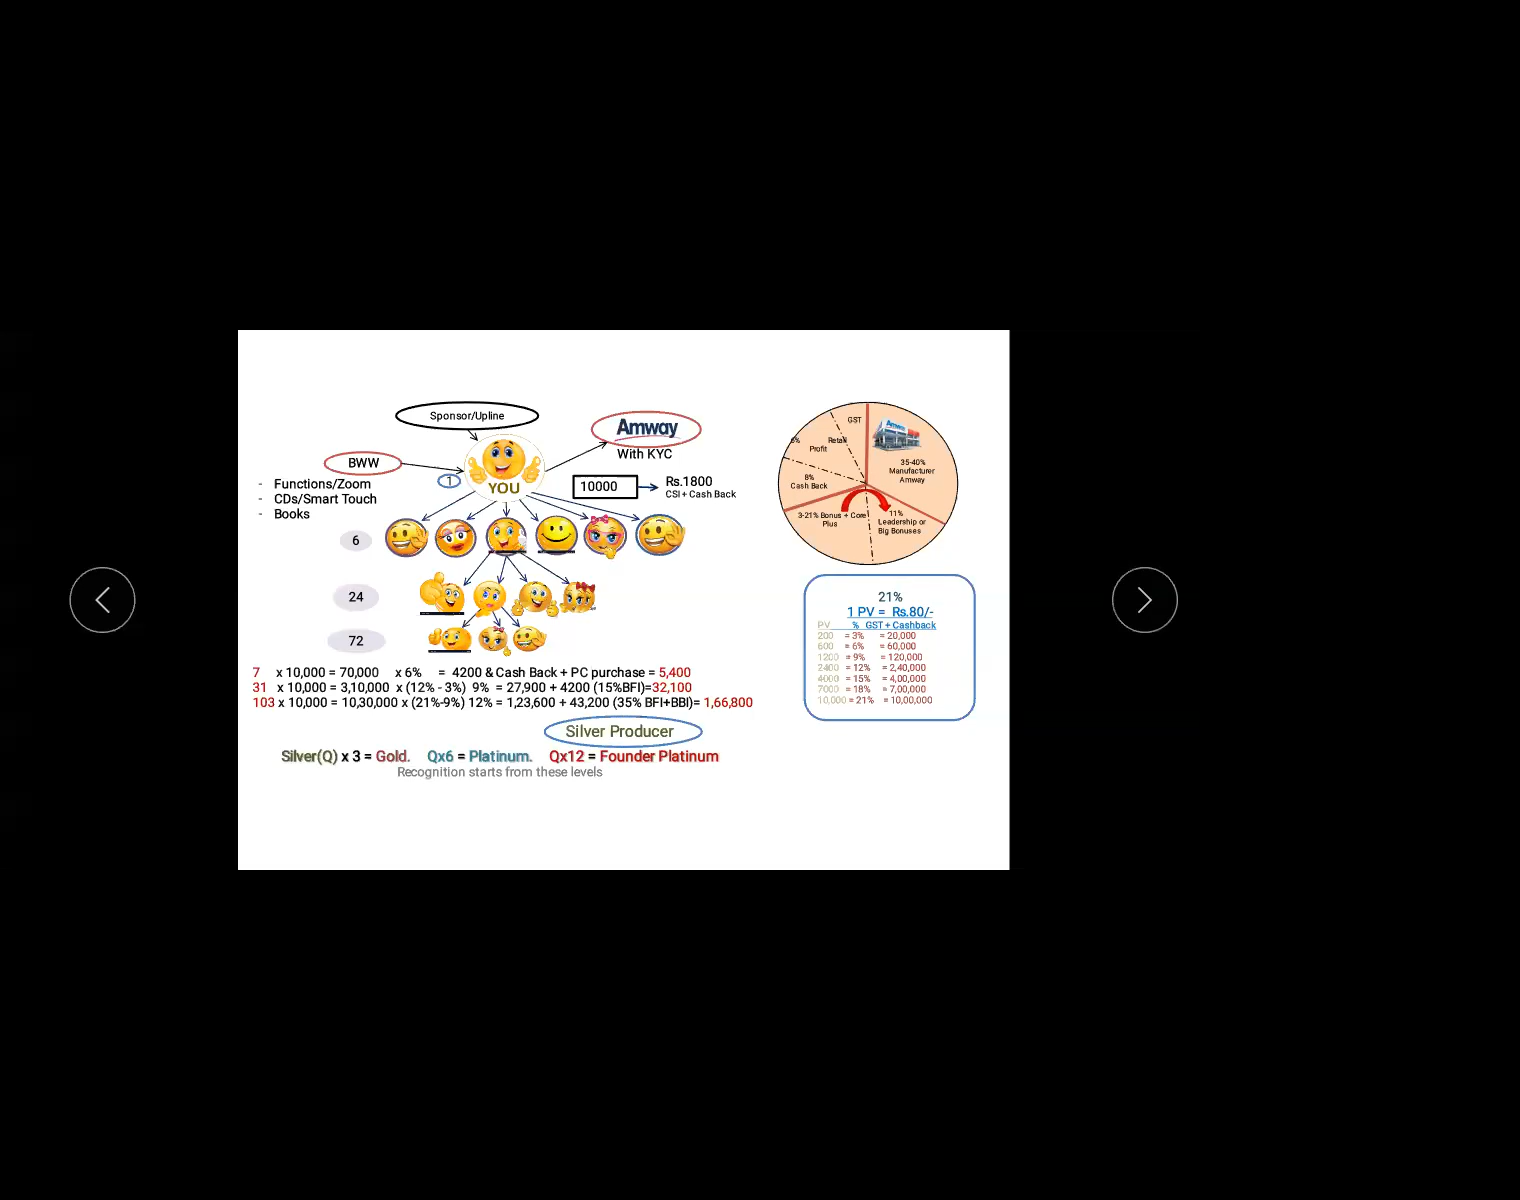 Sponsor/Upline
Amway
With KYC
BWW
1
YOU
10000
Rs.1800
CSI + Cash Back
- Functions/Zoom
- CDs/Smart Touch
- Books
6
24
72
7 x 10,000 = 70,000 x 6% = 4200 & Cash Back + PC purchase = 5,400
31 x 10,000 = 3,10,000 x (12% - 3%) 9% = 27,900 + 4200 (15%BFI)=32,100
103 x 10,000 = 10,30,000 x (21%-9%) 12% = 1,23,600 + 43,200 (35% BFI+BBI)= 1,66,800
Silver Producer
Silver(Q) x 3 = Gold. Qx6 = Platinum. Qx12 = Founder Platinum
Recognition starts from these levels
GST
Retail
Profit
8%
Cash Back
35-40%
Manufacturer
Amway
3-21% Bonus + Core
Plus
11%
Leadership or
Big Bonuses
21%
1 PV = Rs.80/-
PV % GST + Cashback
200 = 3% = 20,000
600 = 6% = 60,000
1200 = 9% = 120,000
2400 = 12% = 2,40,000
4000 = 15% = 4,00,000
7000 = 18% = 7,00,000
10,000 = 21% = 10,00,000